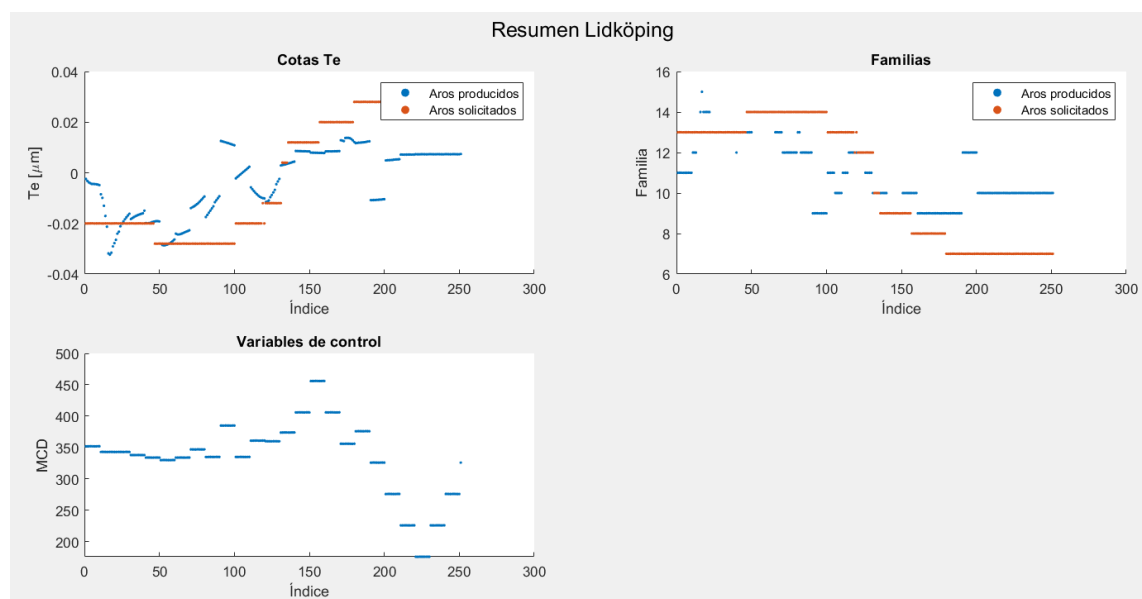 Resumen Lidköping
Cotas Te
Te [μm]
0.04
0.02
0
-0.02
-0.04
0 50 100 150 200 250 300
Índice
Aros producidos
Aros solicitados
Familias
Familia
16
14
12
10
8
6
0 50 100 150 200 250 300
Índice
Aros producidos
Aros solicitados
Variables de control
MCD
500
450
400
350
300
250
200
0 50 100 150 200 250 300
Índice